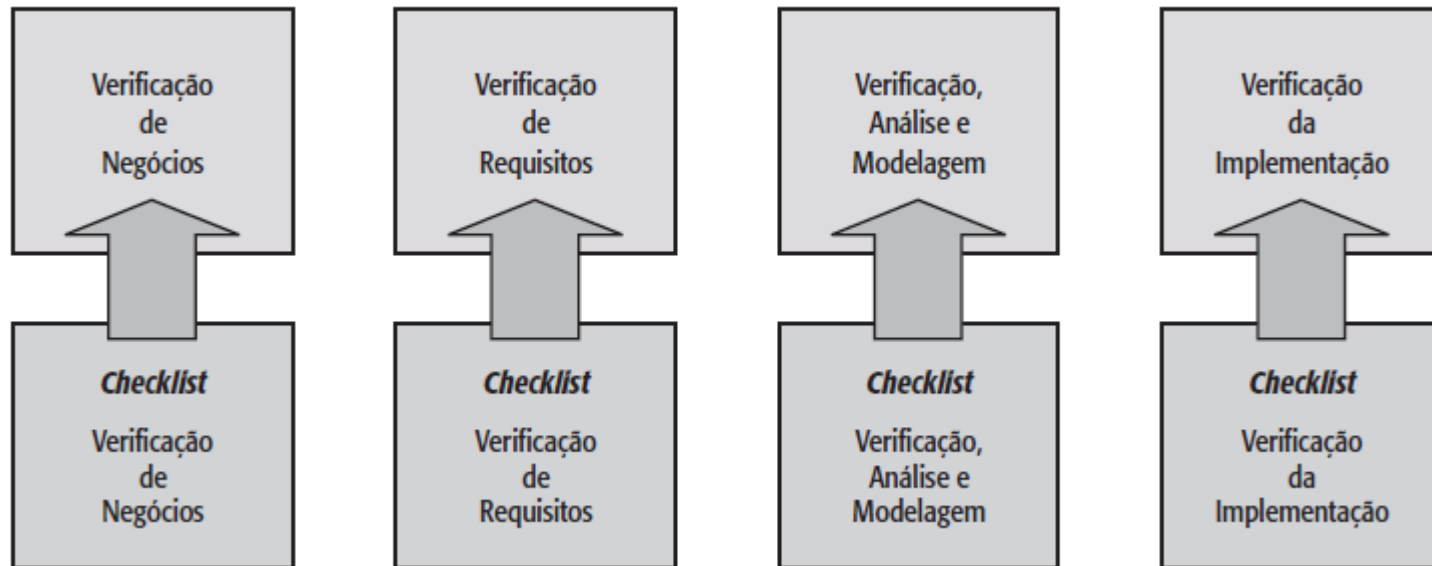 Verificação
de
Negócios
Verificação
de
Requisitos
Verificação,
Análise e
Modelagem
Verificação
da
Implementação
Checklist
Verificação
de
Negócios
Checklist
Verificação
de
Requisitos
Checklist
Verificação,
Análise e
Modelagem
Checklist
Verificação
da
Implementação